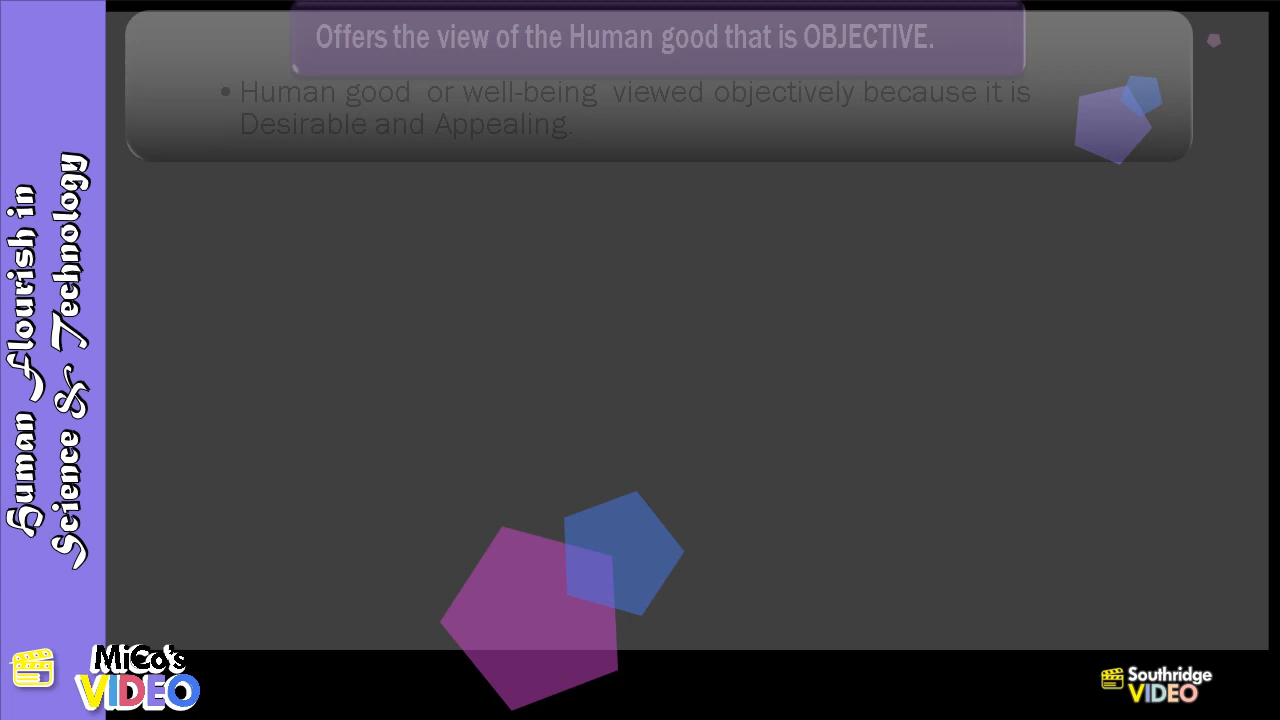 Offers the view of the Human good that is OBJECTIVE.
• Human good or well-being viewed objectively because it is
Desirable and Appealing.
Human Flourish in
Science & Technology
MiCo's
VIDEO
Southridge
VIDEO